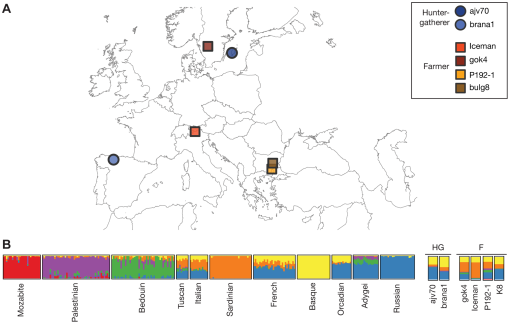 A
Hunter-
gatherer
ajv70
brana1
Farmer
Iceman
gok4
P192-1
bulg8
B
HG
F
Mozabite
Palestinian
Bedouin
Tuscan
Italian
Sardinian
French
Basque
Orcadian
Adygei
Russian
ajv70
brana1
gok4
Iceman
P192-1
K8